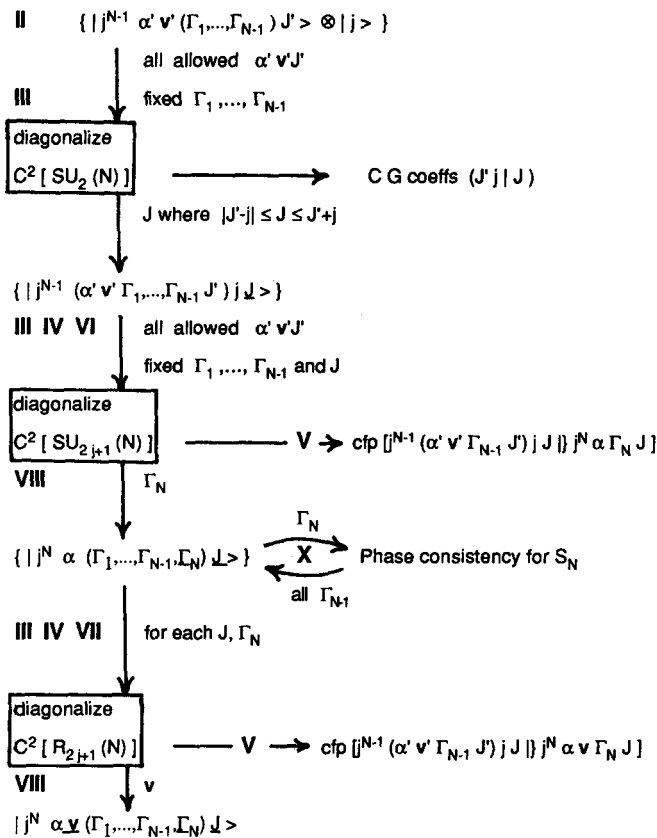 II { | j^{N-1} α' v' (Γ_1,...,Γ_{N-1}) J' > ⊗ | j > }
all allowed α' v'J'
III fixed Γ_1,..., Γ_{N-1}
diagonalize
C^2 [ SU_2 (N) ] C G coeffs (J' j | J )
J where |J'-j| ≤ J ≤ J'+j
{ | j^{N-1} (α' v' Γ_1,...,Γ_{N-1} J' ) j J > }
III IV VI all allowed α' v'J'
fixed Γ_1,..., Γ_{N-1} and J
diagonalize
C^2 [ SU_{2j+1} (N) ] V cfp [j^{N-1} (α' v' Γ_{N-1} J') j J |} j^N α Γ_N J ]
VIII Γ_N
Γ_N
{ | j^N α (Γ_1,...,Γ_{N-1},Γ_N) J > } X Phase consistency for S_N
all Γ_{N-1}
III IV VII for each J, Γ_N
diagonalize
C^2 [ R_{2j+1} (N) ] V cfp [j^{N-1} (α' v' Γ_{N-1} J') j J |} j^N α v Γ_N J ]
VIII v
| j^N α v (Γ_1,...,Γ_{N-1},Γ_N) J >